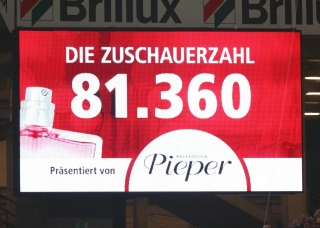 Brillux
Brillux
DIE ZUSCHAUERZAHL
81.360
Präsentiert von
Pieper